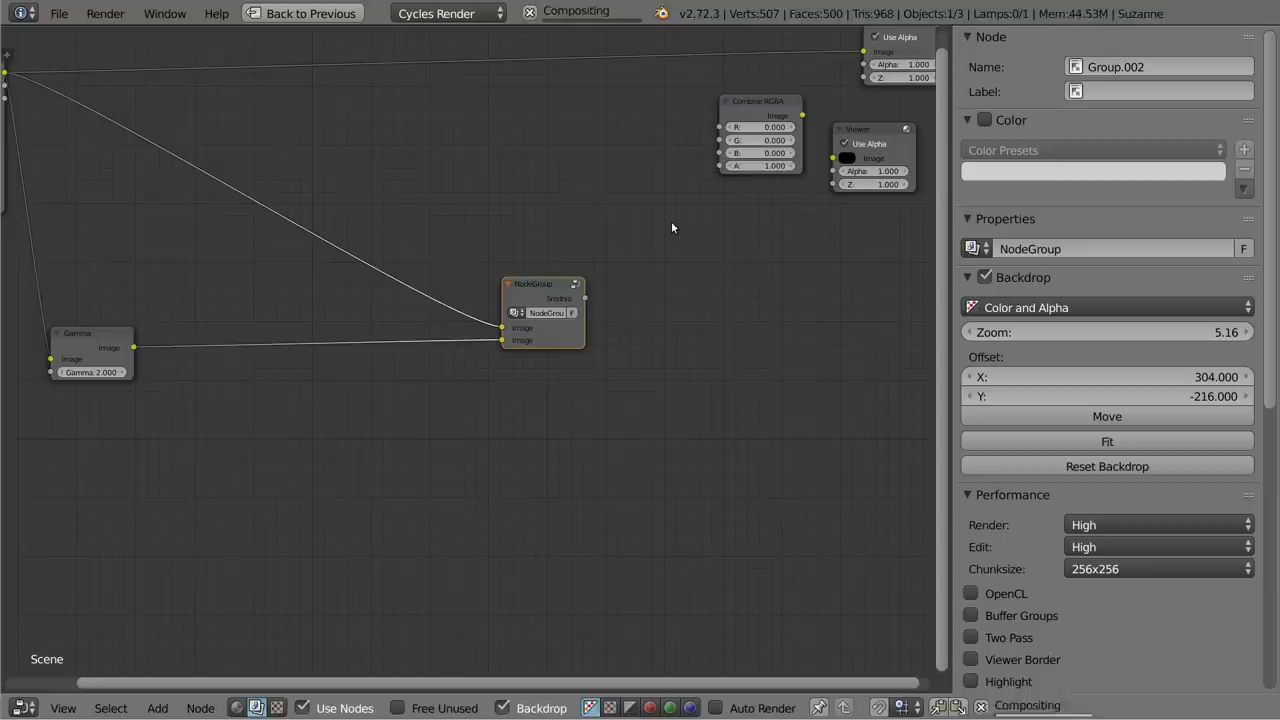 File Render Window Help Back to Previous Cycles Render Compositing v2.72.3 | Verts:507 | Faces:500 | Tris:968 | Objects:1/3 | Lamps:0/1 | Mem:44.53M | Suzanne
Use Alpha
Image
Alpha: 1.000
Z: 1.000
Combine RGBA
Image
R: 0.000
G: 0.000
B: 0.000
A: 1.000
Viewer
Use Alpha
Image
Alpha: 1.000
Z: 1.000
NodeGroup
Srednia
NodeGrou F
Image
Image
Gamma
Image
Image
Gamma: 2.000
Scene
Node
Name: Group.002
Label:
Color
Color Presets
Properties
NodeGroup F
Backdrop
Color and Alpha
Zoom: 5.16
Offset:
X: 304.000
Y: -216.000
Move
Fit
Reset Backdrop
Performance
Render: High
Edit: High
Chunksize: 256x256
OpenCL
Buffer Groups
Two Pass
Viewer Border
Highlight
View Select Add Node Use Nodes Free Unused Backdrop Auto Render Compositing